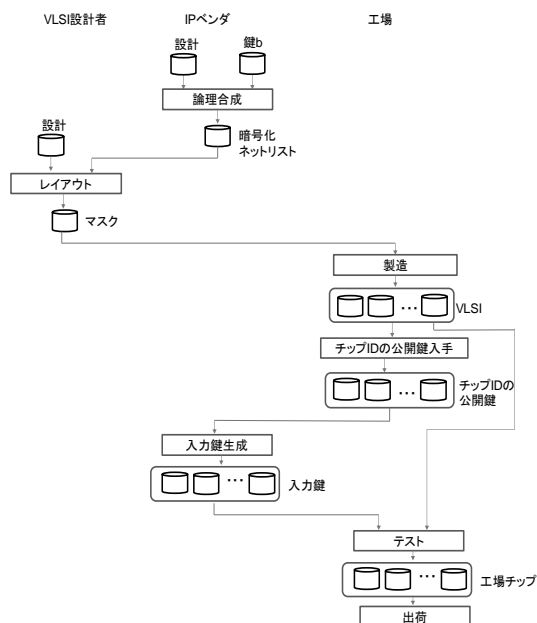 VLSI設計者
IPベンダ
工場
設計
鍵b
論理合成
設計
暗号化
ネットリスト
レイアウト
マスク
製造
…
VLSI
チップIDの公開鍵入手
…
チップIDの
公開鍵
入力鍵生成
…
入力鍵
テスト
…
工場チップ
出荷